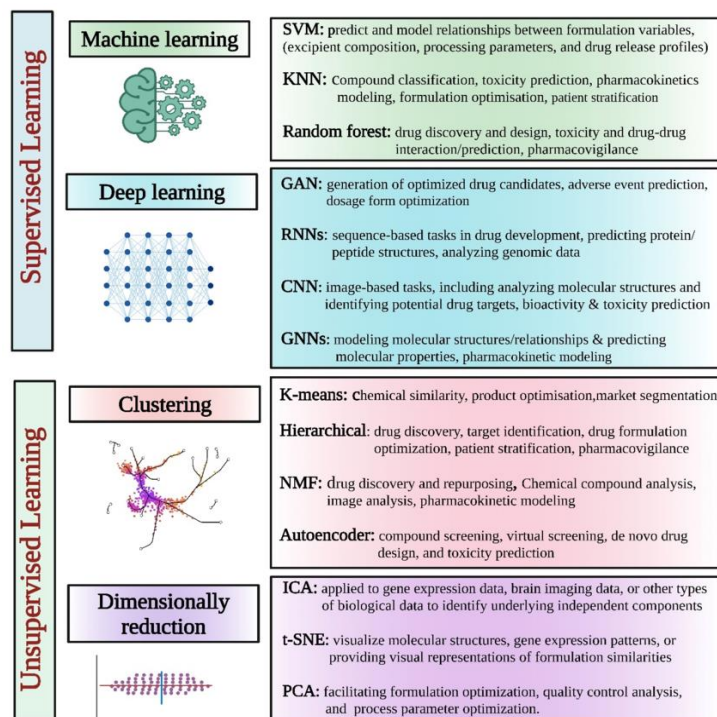 Supervised Learning
Machine learning
SVM: predict and model relationships between formulation variables,
(excipient composition, processing parameters, and drug release profiles)
KNN: Compound classification, toxicity prediction, pharmacokinetics
modeling, formulation optimisation, patient stratification
Random forest: drug discovery and design, toxicity and drug-drug
interaction/prediction, pharmacovigilance
Deep learning
GAN: generation of optimized drug candidates, adverse event prediction,
dosage form optimization
RNNs: sequence-based tasks in drug development, predicting protein/
peptide structures, analyzing genomic data
CNN: image-based tasks, including analyzing molecular structures and
identifying potential drug targets, bioactivity & toxicity prediction
GNNs: modeling molecular structures/relationships & predicting
molecular properties, pharmacokinetic modeling
Unsupervised Learning
Clustering
K-means: chemical similarity, product optimisation,market segmentation
Hierarchical: drug discovery, target identification, drug formulation
optimization, patient stratification, pharmacovigilance
NMF: drug discovery and repurposing, Chemical compound analysis,
image analysis, pharmacokinetic modeling
Autoencoder: compound screening, virtual screening, de novo drug
design, and toxicity prediction
Dimensionally
reduction
ICA: applied to gene expression data, brain imaging data, or other types
of biological data to identify underlying independent components
t-SNE: visualize molecular structures, gene expression patterns, or
providing visual representations of formulation similarities
PCA: facilitating formulation optimization, quality control analysis,
and process parameter optimization.